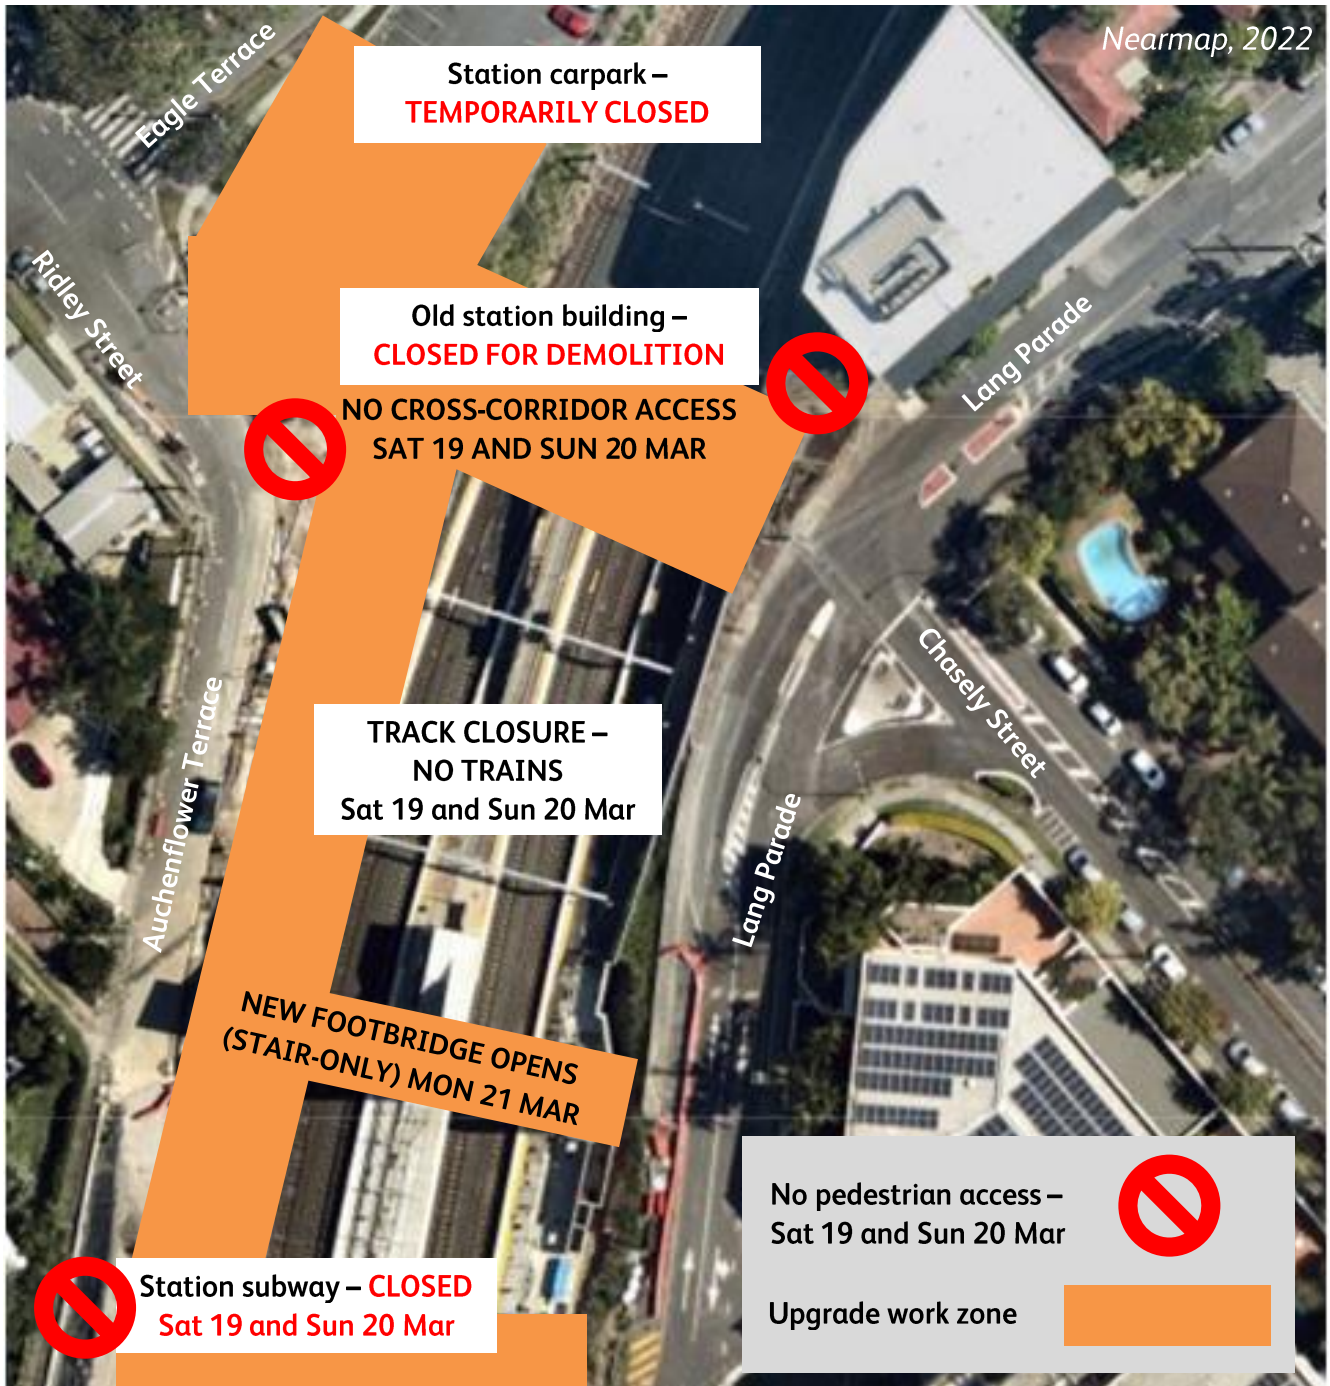 Nearmap, 2022
Eagle Terrace
Station carpark –
TEMPORARILY CLOSED
Ridley Street
Old station building –
CLOSED FOR DEMOLITION
Lang Parade
NO CROSS-CORRIDOR ACCESS
SAT 19 AND SUN 20 MAR
Chasely Street
Auchenflower Terrace
TRACK CLOSURE –
NO TRAINS
Sat 19 and Sun 20 Mar
Lang Parade
NEW FOOTBRIDGE OPENS
(STAIR-ONLY) MON 21 MAR
No pedestrian access –
Sat 19 and Sun 20 Mar
Upgrade work zone
Station subway – CLOSED
Sat 19 and Sun 20 Mar